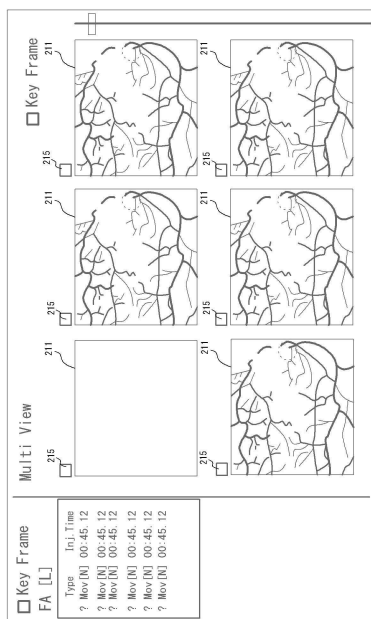 Key Frame
FA [L]
Type Inj.Time
? Mov[N] 00:45.12
? Mov[N] 00:45.12
? Mov[N] 00:45.12
? Mov[N] 00:45.12
? Mov[N] 00:45.12
? Mov[N] 00:45.12
Multi View Key Frame
215 211 215 211 215 211
215 211 215 211 215 211